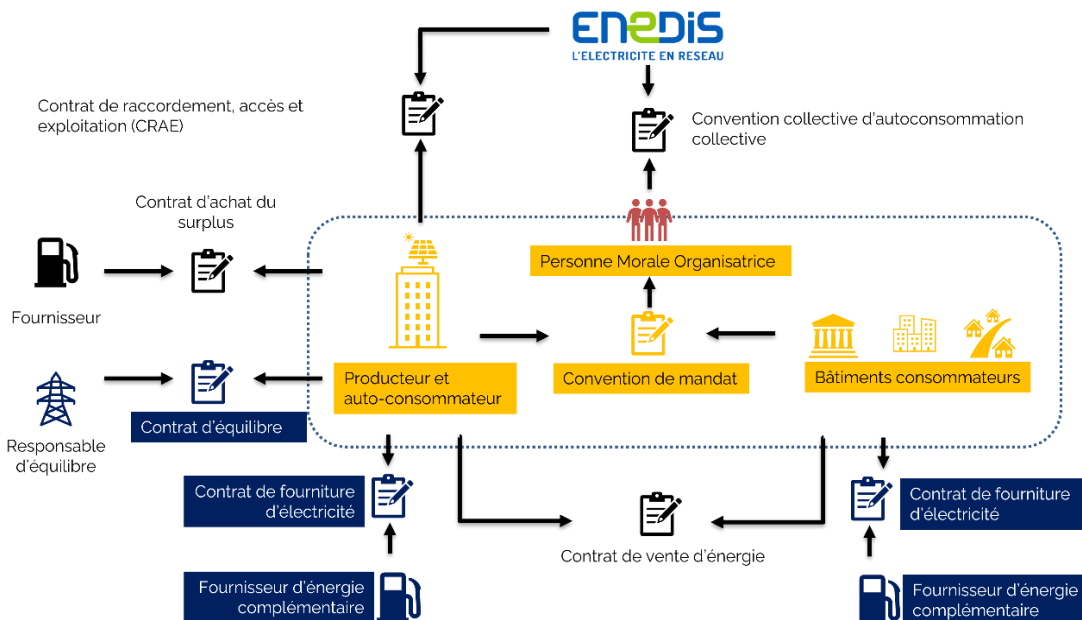 ENEDIS
L'ELECTRICITE EN RESEAU
Contrat de raccordement, accès et
exploitation (CRAE)
Convention collective d'autoconsommation
collective
Contrat d'achat du
surplus
Personne Morale Organisatrice
Fournisseur
Producteur et
auto-consommateur
Convention de mandat
Bâtiments consommateurs
Contrat d'équilibre
Responsable
d'équilibre
Contrat de fourniture
d'électricité
Contrat de fourniture
d'électricité
Contrat de vente d'énergie
Fournisseur d'énergie
complémentaire
Fournisseur d'énergie
complémentaire